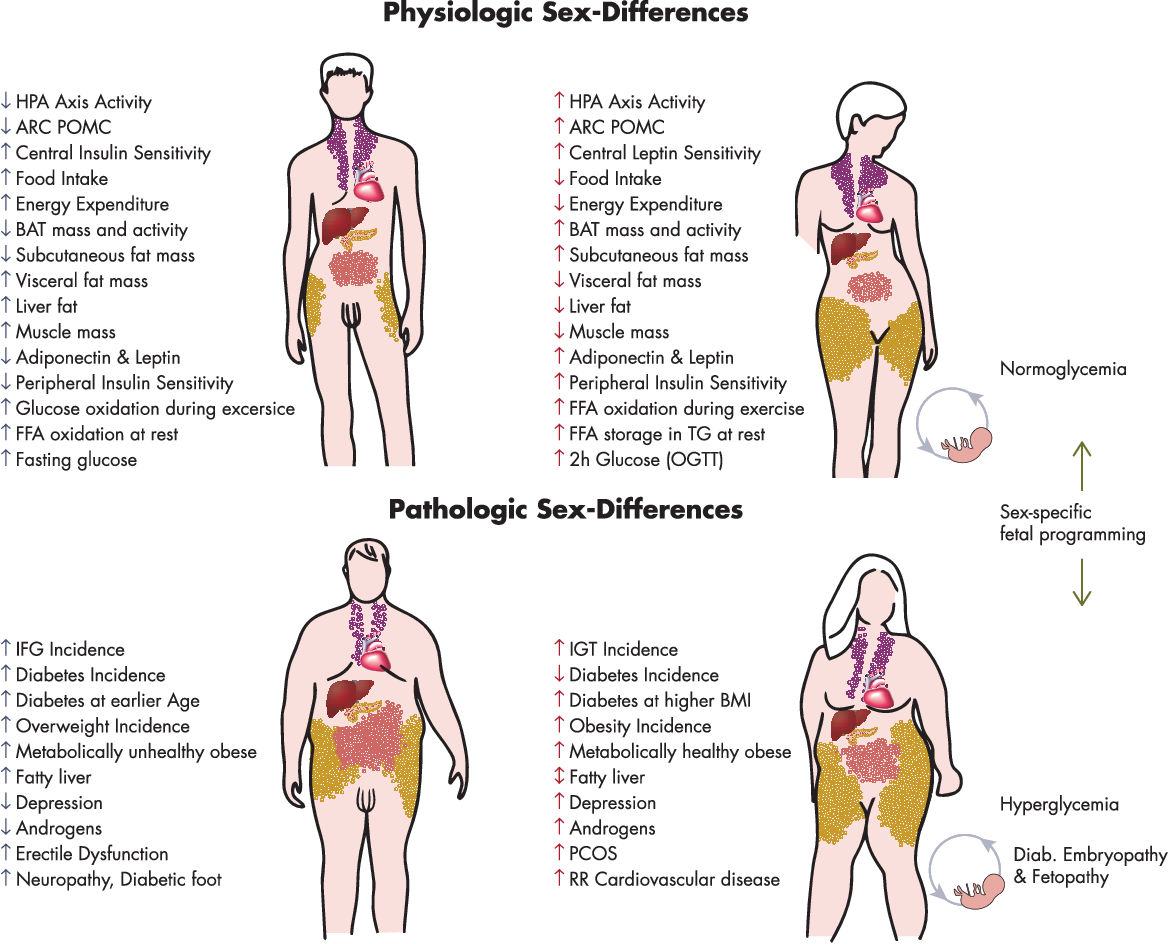 Physiologic Sex-Differences
↓ HPA Axis Activity
↓ ARC POMC
↑ Central Insulin Sensitivity
↑ Food Intake
↑ Energy Expenditure
↓ BAT mass and activity
↓ Subcutaneous fat mass
↑ Visceral fat mass
↑ Liver fat
↑ Muscle mass
↓ Adiponectin & Leptin
↓ Peripheral Insulin Sensitivity
↑ Glucose oxidation during excersice
↑ FFA oxidation at rest
↑ Fasting glucose
↑ HPA Axis Activity
↑ ARC POMC
↑ Central Leptin Sensitivity
↓ Food Intake
↓ Energy Expenditure
↑ BAT mass and activity
↑ Subcutaneous fat mass
↓ Visceral fat mass
↓ Liver fat
↓ Muscle mass
↑ Adiponectin & Leptin
↑ Peripheral Insulin Sensitivity
↑ FFA oxidation during exercise
↑ FFA storage in TG at rest
↑ 2h Glucose (OGTT)
Normoglycemia
Sex-specific
fetal programming
Pathologic Sex-Differences
↑ IFG Incidence
↑ Diabetes Incidence
↑ Diabetes at earlier Age
↑ Overweight Incidence
↑ Metabolically unhealthy obese
↑ Fatty liver
↓ Depression
↓ Androgens
↑ Erectile Dysfunction
↑ Neuropathy, Diabetic foot
↑ IGT Incidence
↓ Diabetes Incidence
↑ Diabetes at higher BMI
↑ Obesity Incidence
↑ Metabolically healthy obese
↕ Fatty liver
↑ Depression
↑ Androgens
↑ PCOS
↑ RR Cardiovascular disease
Hyperglycemia
Diab. Embryopathy
& Fetopathy